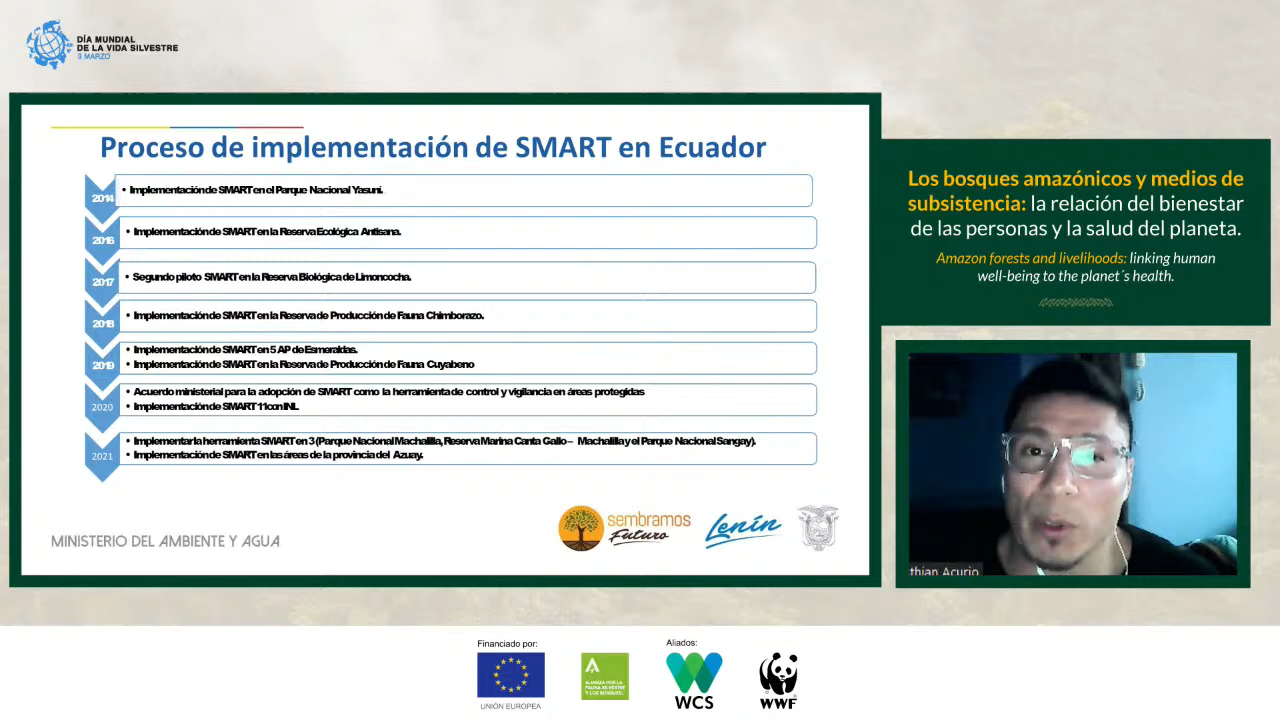 DÍA MUNDIAL
DE LA VIDA SILVESTRE
3 MARZO
Proceso de implementación de SMART en Ecuador
2014
• Implementación de SMART en el Parque Nacional Yasuní.
2016
• Implementación de SMART en la Reserva Ecológica Antisana.
2017
• Segundo piloto SMART en la Reserva Biológica de Limoncocha.
2018
• Implementación de SMART en la Reserva de Producción de Fauna Chimborazo.
2019
• Implementación de SMART en 5 AP de Esmeraldas.
• Implementación de SMART en la Reserva de Producción de Fauna Cuyabeno
2020
• Acuerdo ministerial para la adopción de SMART como la herramienta de control y vigilancia en áreas protegidas
• Implementación de SMART 11 con INL
2021
• Implementar la herramienta SMART en 3 (Parque Nacional Machalilla, Reserva Marina Canta Gallo – Machalilla y el Parque Nacional Sangay).
• Implementación de SMART en las áreas de la provincia del Azuay.
MINISTERIO DEL AMBIENTE Y AGUA
sembramos
Futuro
Lenín
Los bosques amazónicos y medios de
subsistencia: la relación del bienestar
de las personas y la salud del planeta.
Amazon forests and livelihoods: linking human
well-being to the planet´s health.
thian Acurio
Financiado por:
UNIÓN EUROPEA
ALIANZA POR LA
FAUNA SILVESTRE
Y LOS BOSQUES
Aliados:
WCS
WWF